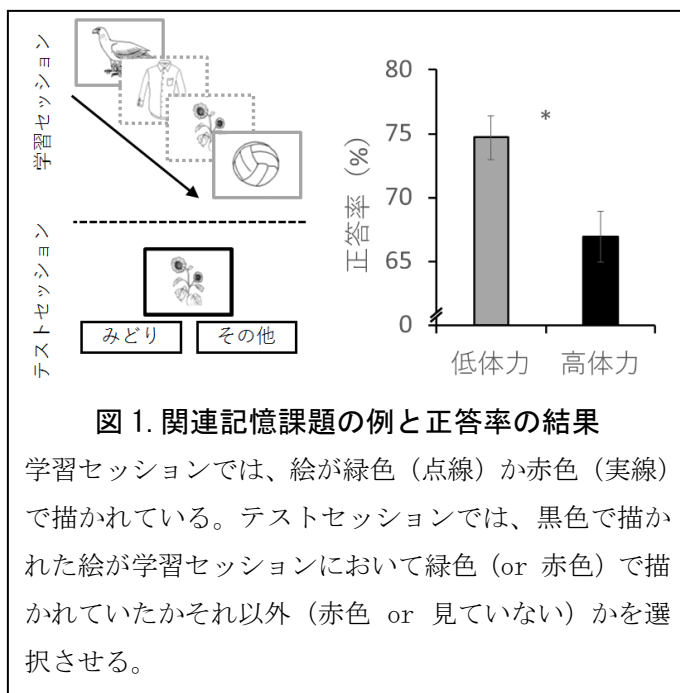 学習セッション
テストセッション
みどり
その他
正答率（%）
80
75
70
65
0
*
低体力
高体力
図 1. 関連記憶課題の例と正答率の結果
学習セッションでは、絵が緑色（点線）か赤色（実線）
で描かれている。テストセッションでは、黒色で描か
れた絵が学習セッションにおいて緑色（or 赤色）で描
かれていたかそれ以外（赤色 or 見ていない）かを選
択させる。